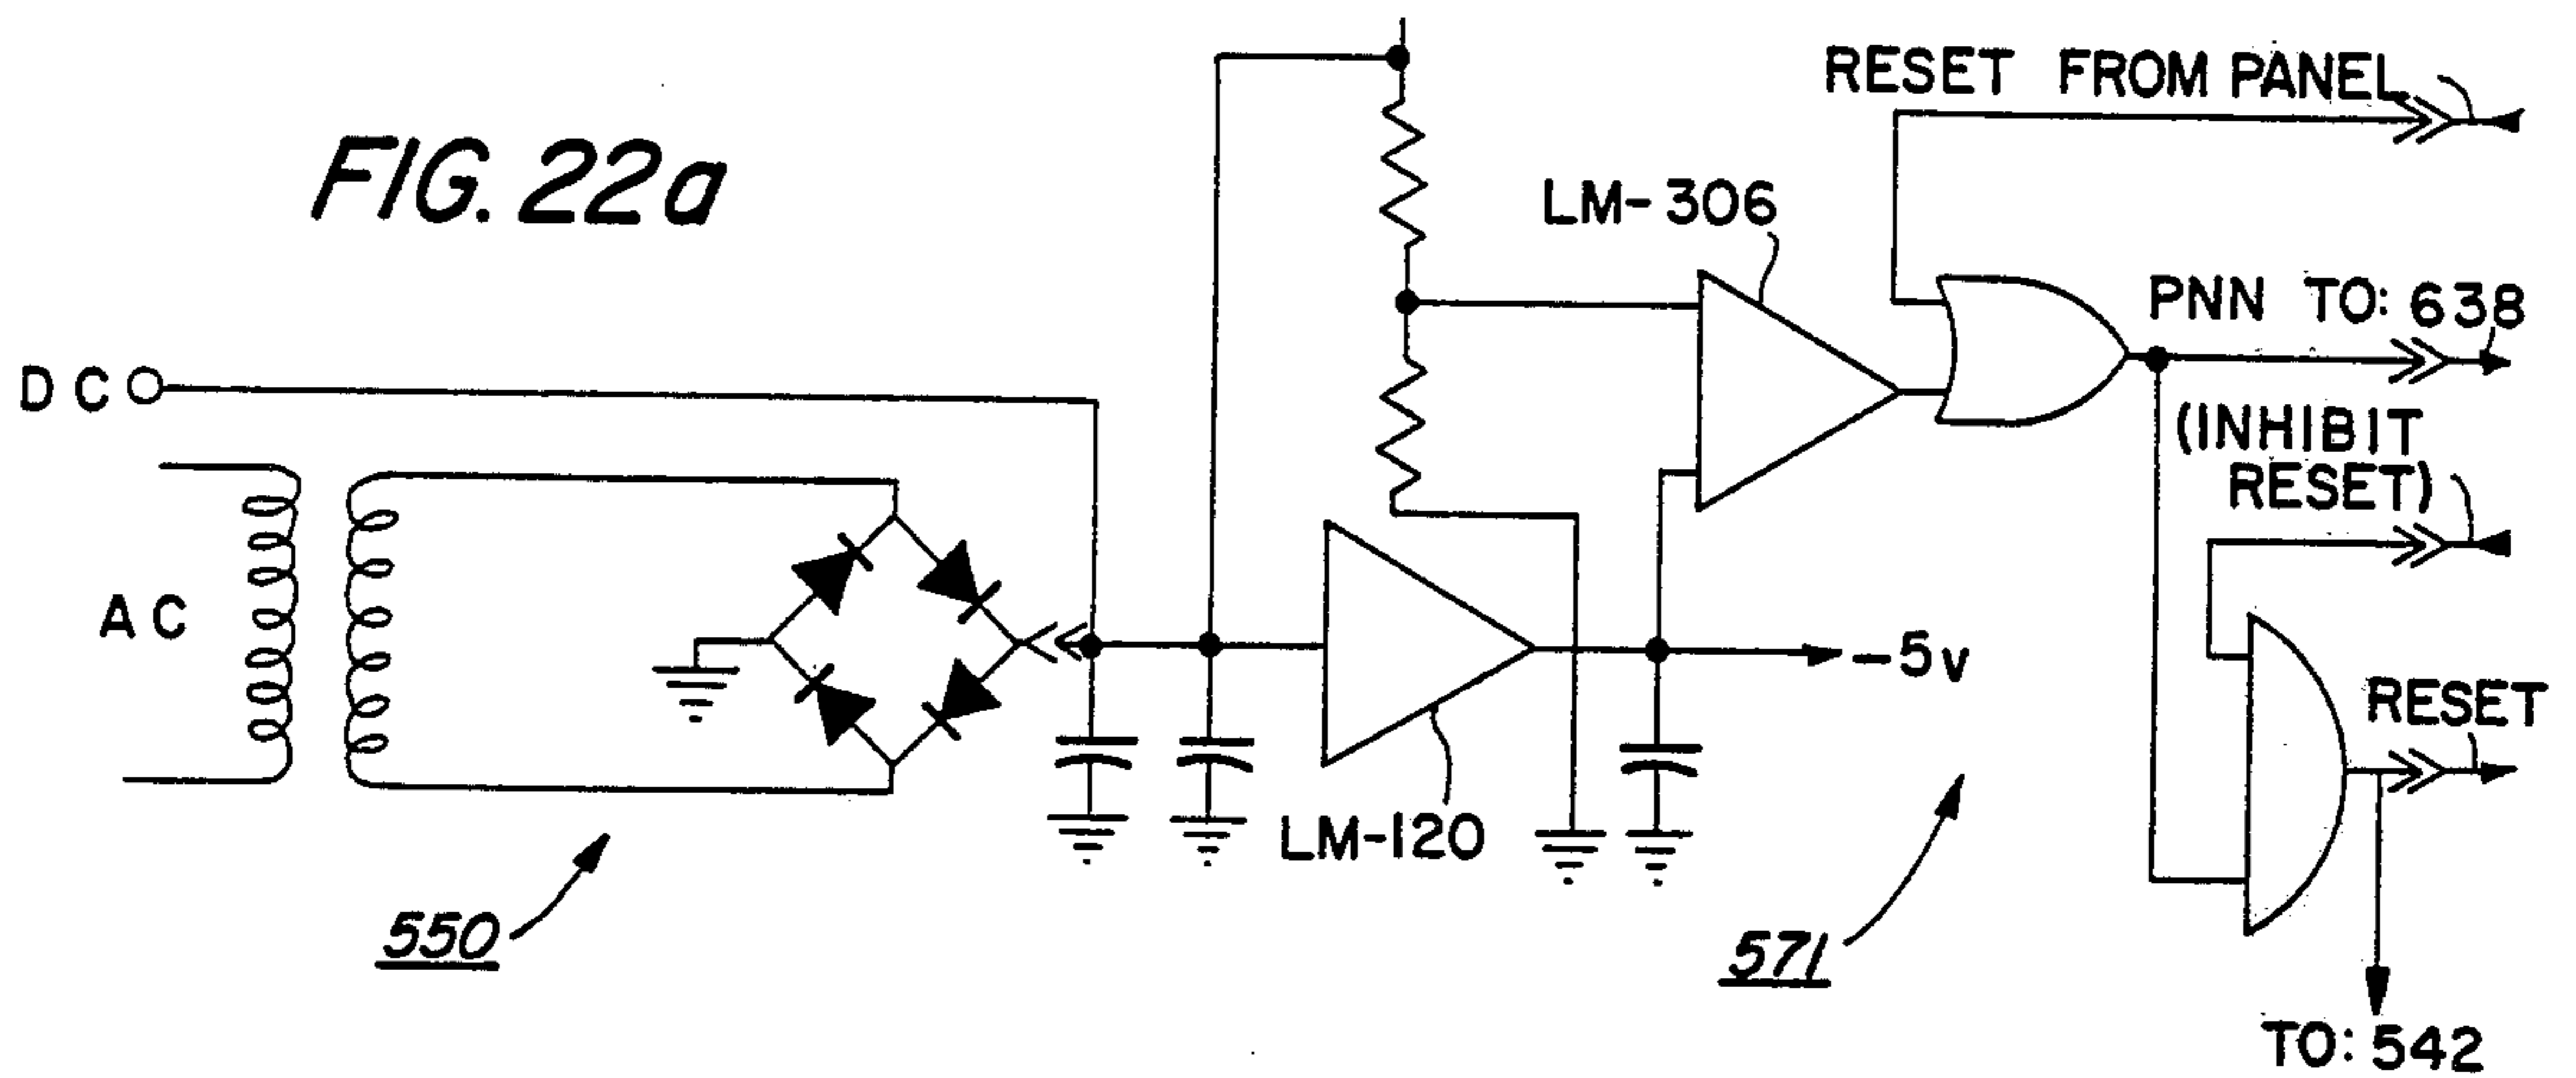 FIG. 22a
RESET FROM PANEL
LM-306
PNN TO: 638
DC
(INHIBIT
RESET)
AC
-5v
RESET
LM-120
550
571
TO: 542